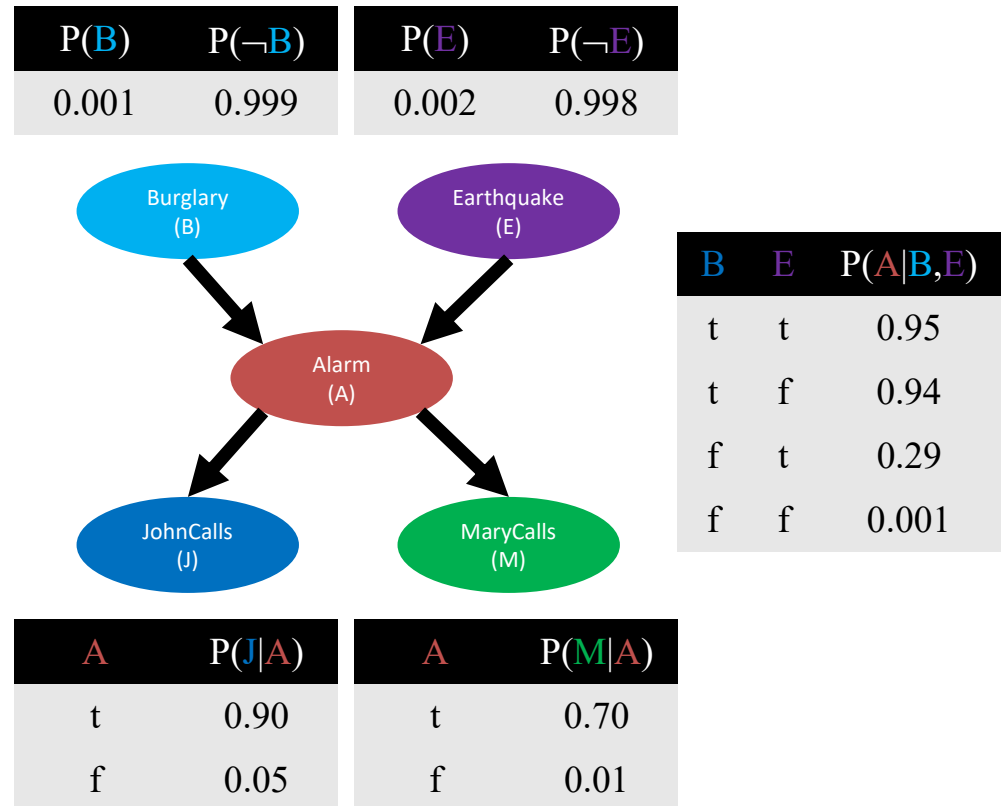 P(B) P(¬B)
0.001 0.999
P(E) P(¬E)
0.002 0.998
Burglary
(B)
Earthquake
(E)
Alarm
(A)
JohnCalls
(J)
MaryCalls
(M)
B E P(A|B,E)
t t 0.95
t f 0.94
f t 0.29
f f 0.001
A P(J|A)
t 0.90
f 0.05
A P(M|A)
t 0.70
f 0.01